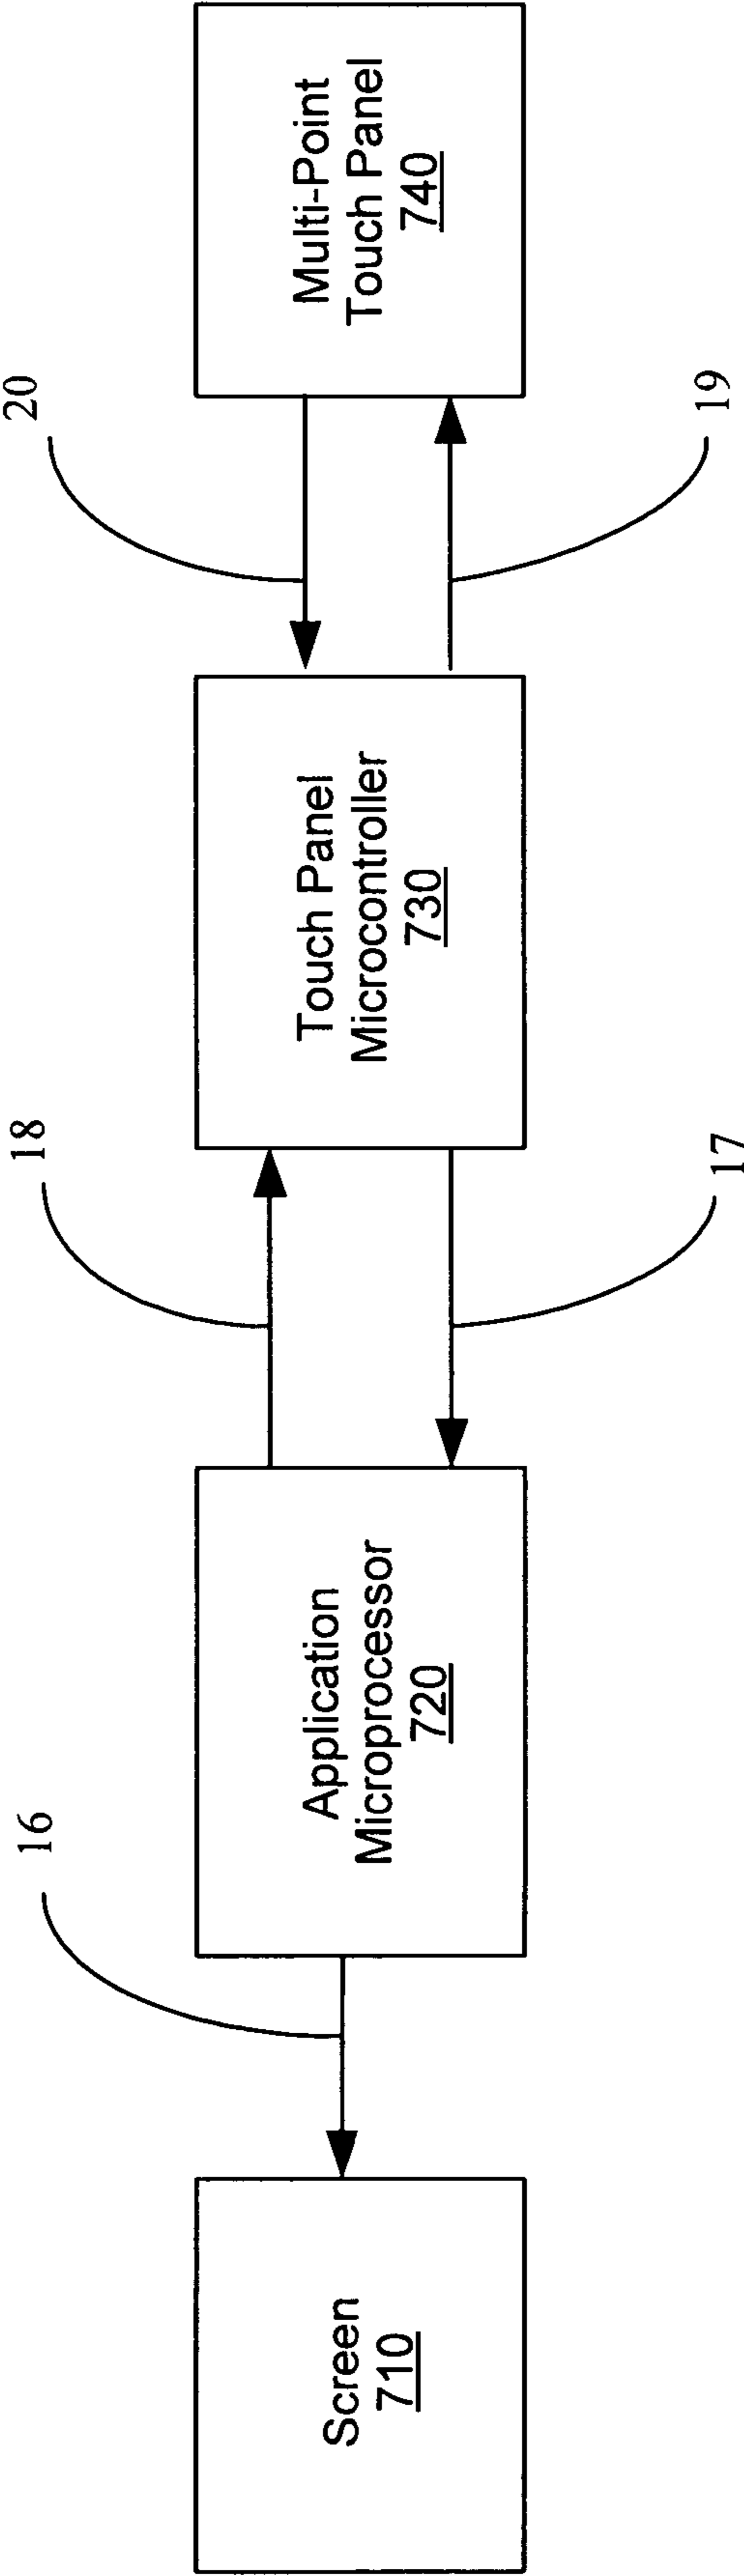 20
18
16
Screen
710
Application
Microprocessor
720
Touch Panel
Microcontroller
730
Multi-Point
Touch Panel
740
17
19